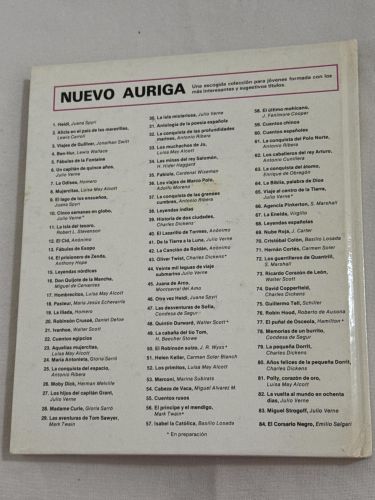 NUEVO AURIGA
Una escogida colección para jóvenes formada con los
más interesantes y sugestivos títulos.
1. Heidi, Juana Spyri
2. Alicia en el país de las maravillas,
Lewis Carroll
3. Viajes de Gulliver, Jonathan Swift
4. Ben-Hur, Lewis Wallace
5. Fábulas de la Fontaine
6. Un capitán de quince años,
Julio Verne
7. La Odisea, Homero
8. Mujercitas, Luisa May Alcott
9. El lago de los ensueños,
Juana Spyri
10. Cinco semanas en globo,
Julio Verne
11. La isla del tesoro,
Robert L. Stevenson
12. El Cid, Anónimo
13. Fábulas de Esopo
14. El prisionero de Zenda,
Anthony Hope
15. Leyendas nórdicas
16. Don Quijote de la Mancha,
Miguel de Cervantes
17. Hombrecitos, Luisa May Alcott
18. Pasteur, María Jesús Echevarría
19. La Ilíada, Homero
20. Robinsón Crusoe, Daniel Defoe
21. Ivanhoe, Walter Scott
22. Cuentos egipcios
23. Aquellas mujercitas,
Luisa May Alcott
24. María Antonieta, Gloria Sarró
25. La conquista del espacio,
Antonio Ribera
26. Moby Dick, Herman Melville
27. Los hijos del capitán Grant,
Julio Verne
28. Madame Curie, Gloria Sarró
29. Las aventuras de Tom Sawyer,
Mark Twain
30. La isla misteriosa, Julio Verne
31. Antología de la poesía española
32. La conquista de las profundidades
marinas, Antonio Ribera
33. Los muchachos de Jo,
Luisa May Alcott
34. Las minas del rey Salomón,
H. Rider Haggard
35. Fabiola, Cardenal Wiseman
36. Los viajes de Marco Polo,
Adolfo Moreno
37. La conquista de las grandes
cumbres, Antonio Ribera
38. Leyendas indias
39. Historia de dos ciudades,
Charles Dickens
40. El Lazarillo de Tormes, Anónimo
41. De la Tierra a la Luna, Julio Verne
42. La Canción de Roldán, Anónimo
43. Oliver Twist, Charles Dickens*
44. Veinte mil leguas de viaje
submarino Julio Verne
45. Juana de Arco,
Montserrat del Amo
46. Otra vez Heidi, Juana Spyri
47. Las desventuras de Sofía,
Condesa de Segur
48. Quintin Durward, Walter Scott*
49. La cabaña del tío Tom,
H. Beecher Stowe
50. El Robinsón suizo, J. R. Wyss*
51. Helen Keller, Carmen Soler Blanch
52. Los primitos, Luisa May Alcott
53. Marconi, Marina Subirats
54. Cabeza de Vaca, Miguel Alvarez M.
55. Cuentos rusos
56. El príncipe y el mendigo,
Mark Twain*
57. Isabel la Católica, Basilio Losada
* En preparación
58. El último mohicano,
J. Fenimore Cooper
59. Cuentos chinos
60. Cuentos españoles
61. La conquista del Polo Norte,
Antonio Ribera
62. Los caballeros del rey Arturo,
Antonio Cunillera
63. La conquista del átomo,
Enrique de Obregón
64. La Biblia, palabra de Dios
65. Viaje al centro de la Tierra,
Julio Verne*
66. Agencia Pinkerton, S. Marshall
67. La Eneida, Virgilio
68. Leyendas españolas
69. Nube Roja, J. Carter
70. Cristóbal Colón, Basilio Losada
71. Hernán Cortés, Carmen Soler
72. Los guerrilleros de Quantrill,
S. Marshall
73. Ricardo Corazón de León,
Walter Scott
74. David Copperfield,
Charles Dickens
75. Guillermo Tell, Schiller
76. Robin Hood, Roberto de Ausona
77. El puñal de Osceola, Hamilton*
78. Memorias de un burrito,
Condesa de Segur
79. La pequeña Dorrit,
Charles Dickens
80. Años felices de la pequeña Dorrit,
Charles Dickens
81. Polly, corazón de oro,
Luisa May Alcott
82. La vuelta al mundo en ochenta
días, Julio Verne
83. Miguel Strogoff, Julio Verne
84. El Corsario Negro, Emilio Salgari